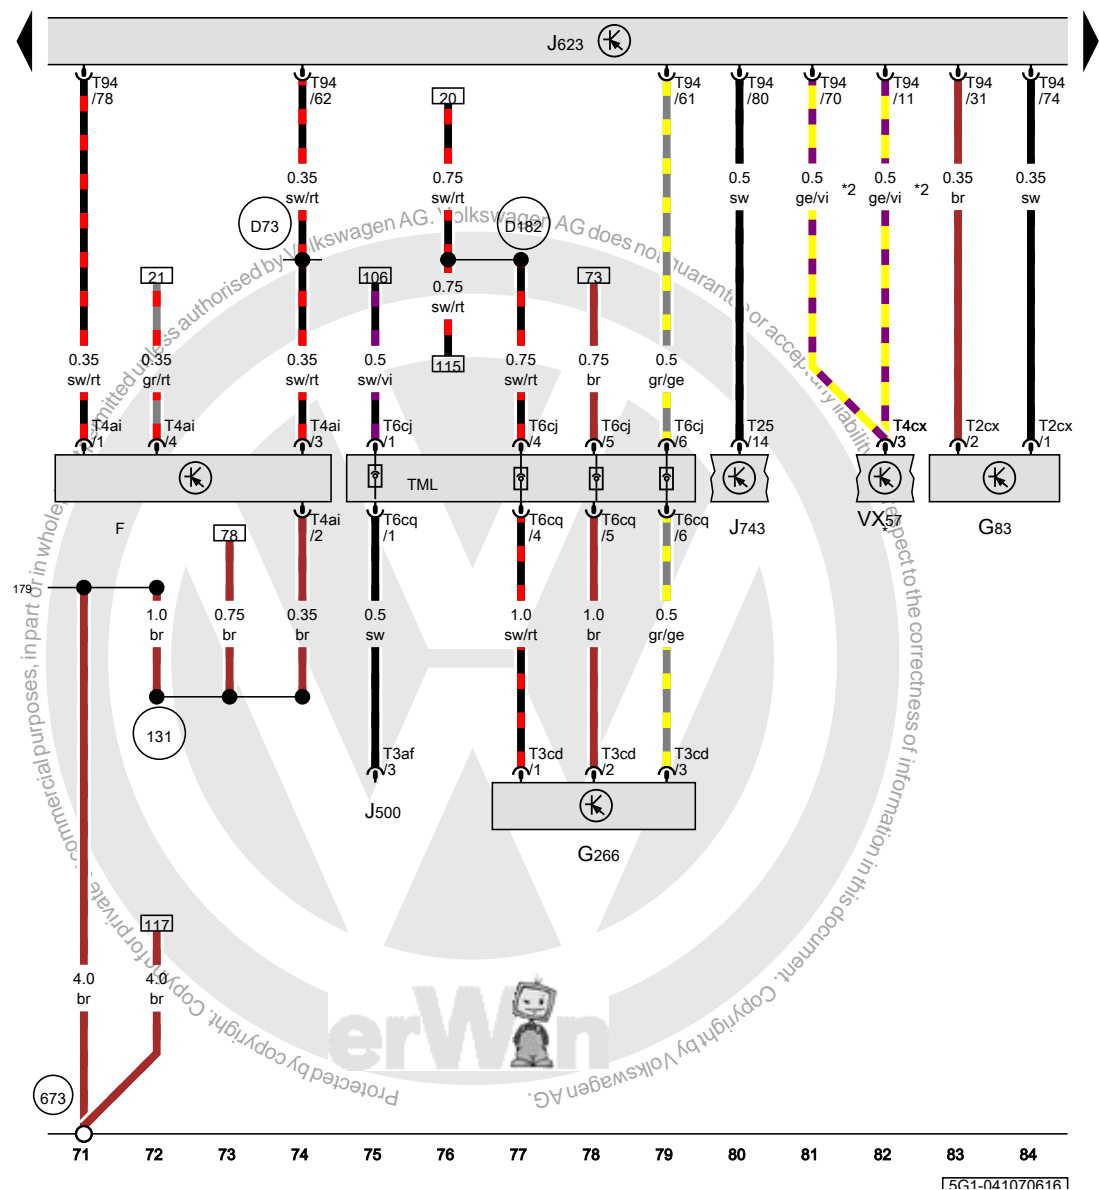 J623
T94 /78
T94 /62
T94 /61
T94 /80
T94 /70
T94 /11
T94 /31
T94 /74
20
0.35 sw/rt
0.75 sw/rt
0.5 sw
0.5 ge/vi *2
0.5 ge/vi *2
0.35 br
0.35 sw
D73
D182
21
106
73
0.75 sw/rt
115
0.35 sw/rt
0.35 gr/rt
0.35 sw/rt
0.5 sw/vi
0.75 sw/rt
0.75 br
0.5 gr/ge
T4ai /1
T4ai /4
T4ai /3
T6cj /1
T6cj /4
T6cj /5
T6cj /6
T25 /14
T4cx /3
T2cx /2
T2cx /1
TML
F
78
T4ai /2
T6cq /1
T6cq /4
T6cq /5
T6cq /6
J743
VX57 *
G83
179
1.0 br
0.75 br
0.35 br
0.5 sw
1.0 sw/rt
1.0 br
0.5 gr/ge
131
T3af /3
T3cd /1
T3cd /2
T3cd /3
J500
G266
117
4.0 br
4.0 br
673
71 72 73 74 75 76 77 78 79 80 81 82 83 84
5G1-041070616
erWin
Protected by copyright. Copying for private or commercial purposes, in part or in whole, is not permitted unless authorised by Volkswagen AG. Volkswagen AG does not guarantee or accept any liability with respect to the correctness of information in this document. Copyright by Volkswagen AG.